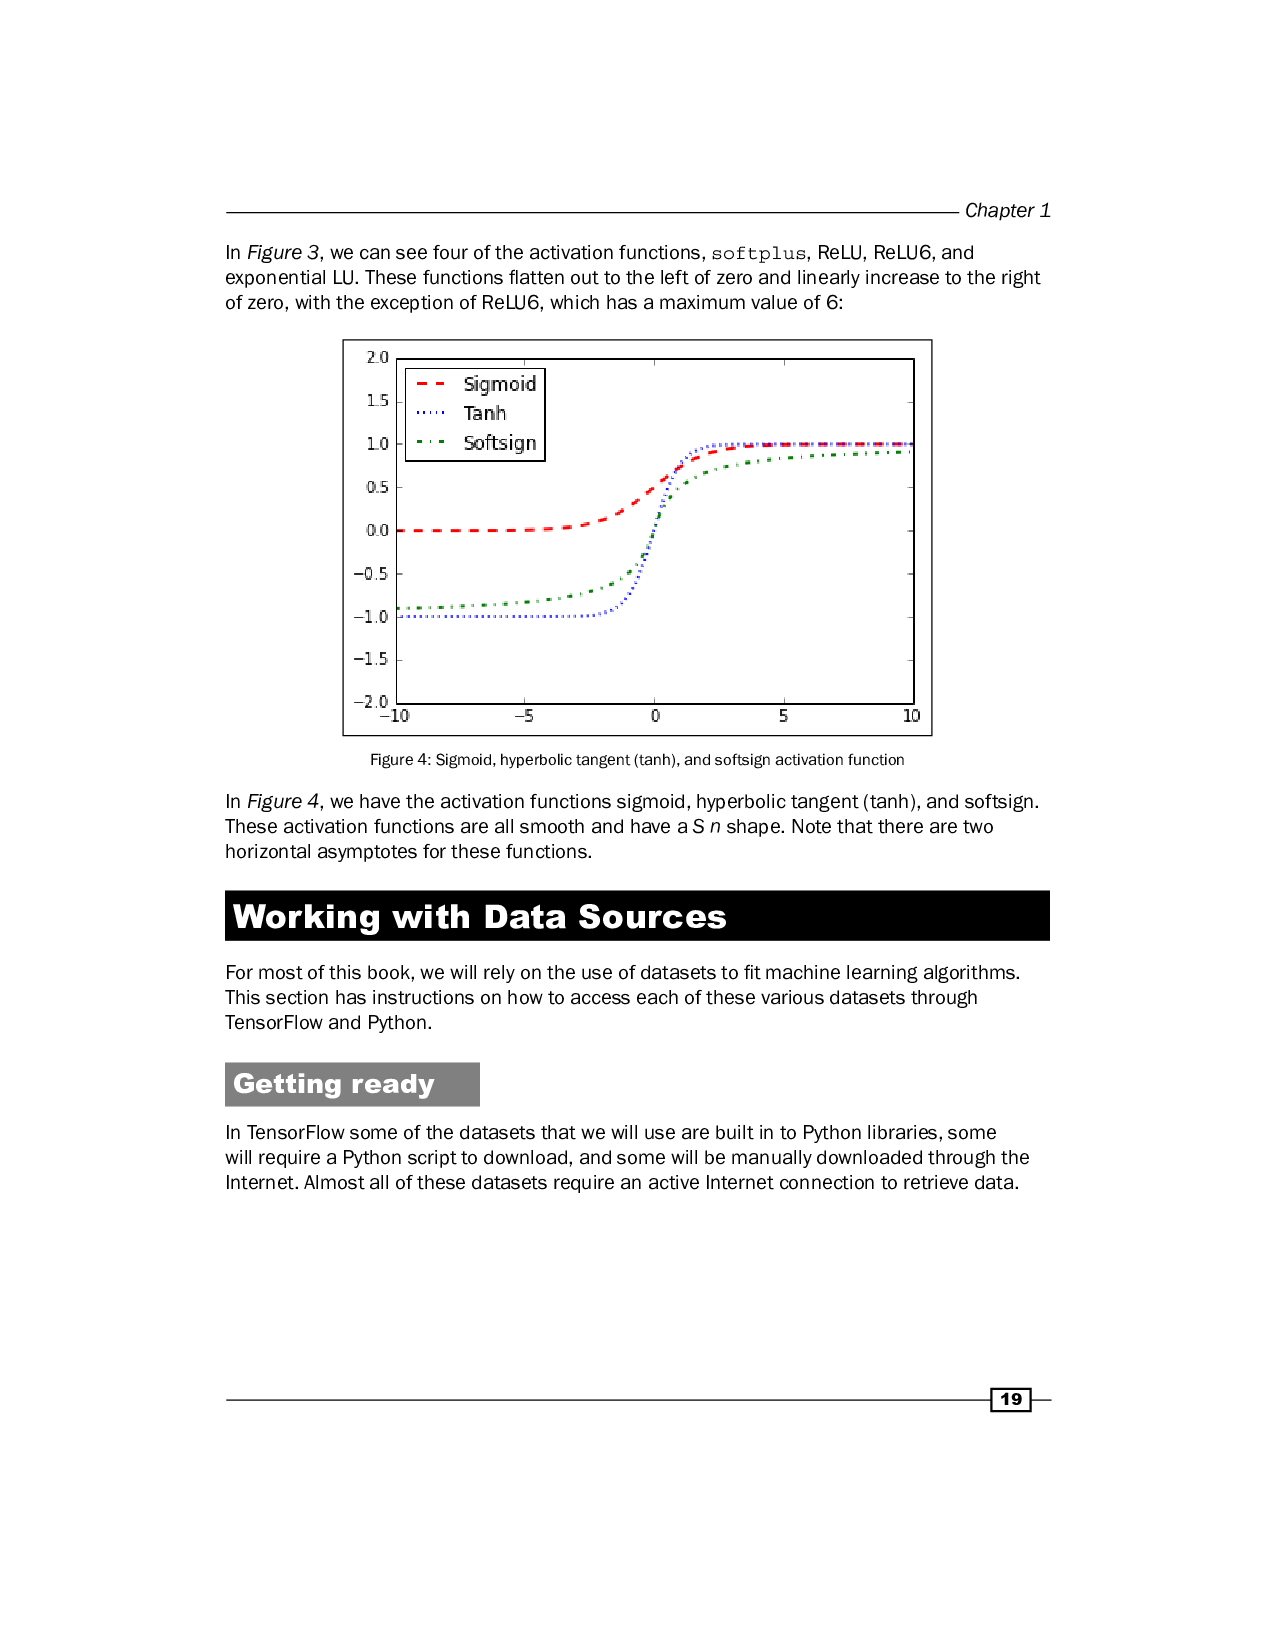 Chapter 1
In Figure 3, we can see four of the activation functions, softplus, ReLU, ReLU6, and
exponential LU. These functions flatten out to the left of zero and linearly increase to the right
of zero, with the exception of ReLU6, which has a maximum value of 6:
2.0
1.5
1.0
0.5
0.0
−0.5
−1.0
−1.5
−2.0
Sigmoid
Tanh
Softsign
−10 −5 0 5 10
Figure 4: Sigmoid, hyperbolic tangent (tanh), and softsign activation function
In Figure 4, we have the activation functions sigmoid, hyperbolic tangent (tanh), and softsign.
These activation functions are all smooth and have a S n shape. Note that there are two
horizontal asymptotes for these functions.
Working with Data Sources
For most of this book, we will rely on the use of datasets to fit machine learning algorithms.
This section has instructions on how to access each of these various datasets through
TensorFlow and Python.
Getting ready
In TensorFlow some of the datasets that we will use are built in to Python libraries, some
will require a Python script to download, and some will be manually downloaded through the
Internet. Almost all of these datasets require an active Internet connection to retrieve data.
19